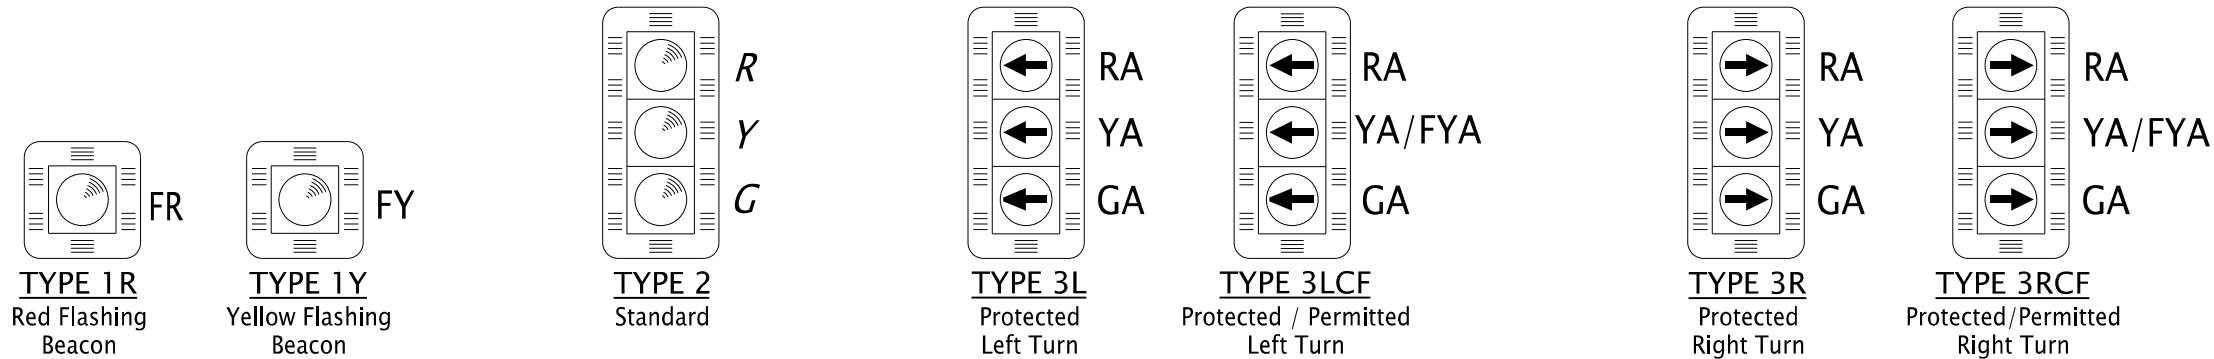 FR
TYPE 1R
Red Flashing
Beacon
FY
TYPE 1Y
Yellow Flashing
Beacon
R
Y
G
TYPE 2
Standard
RA
YA
GA
TYPE 3L
Protected
Left Turn
RA
YA/FYA
GA
TYPE 3LCF
Protected / Permitted
Left Turn
RA
YA
GA
TYPE 3R
Protected
Right Turn
RA
YA/FYA
GA
TYPE 3RCF
Protected/Permitted
Right Turn